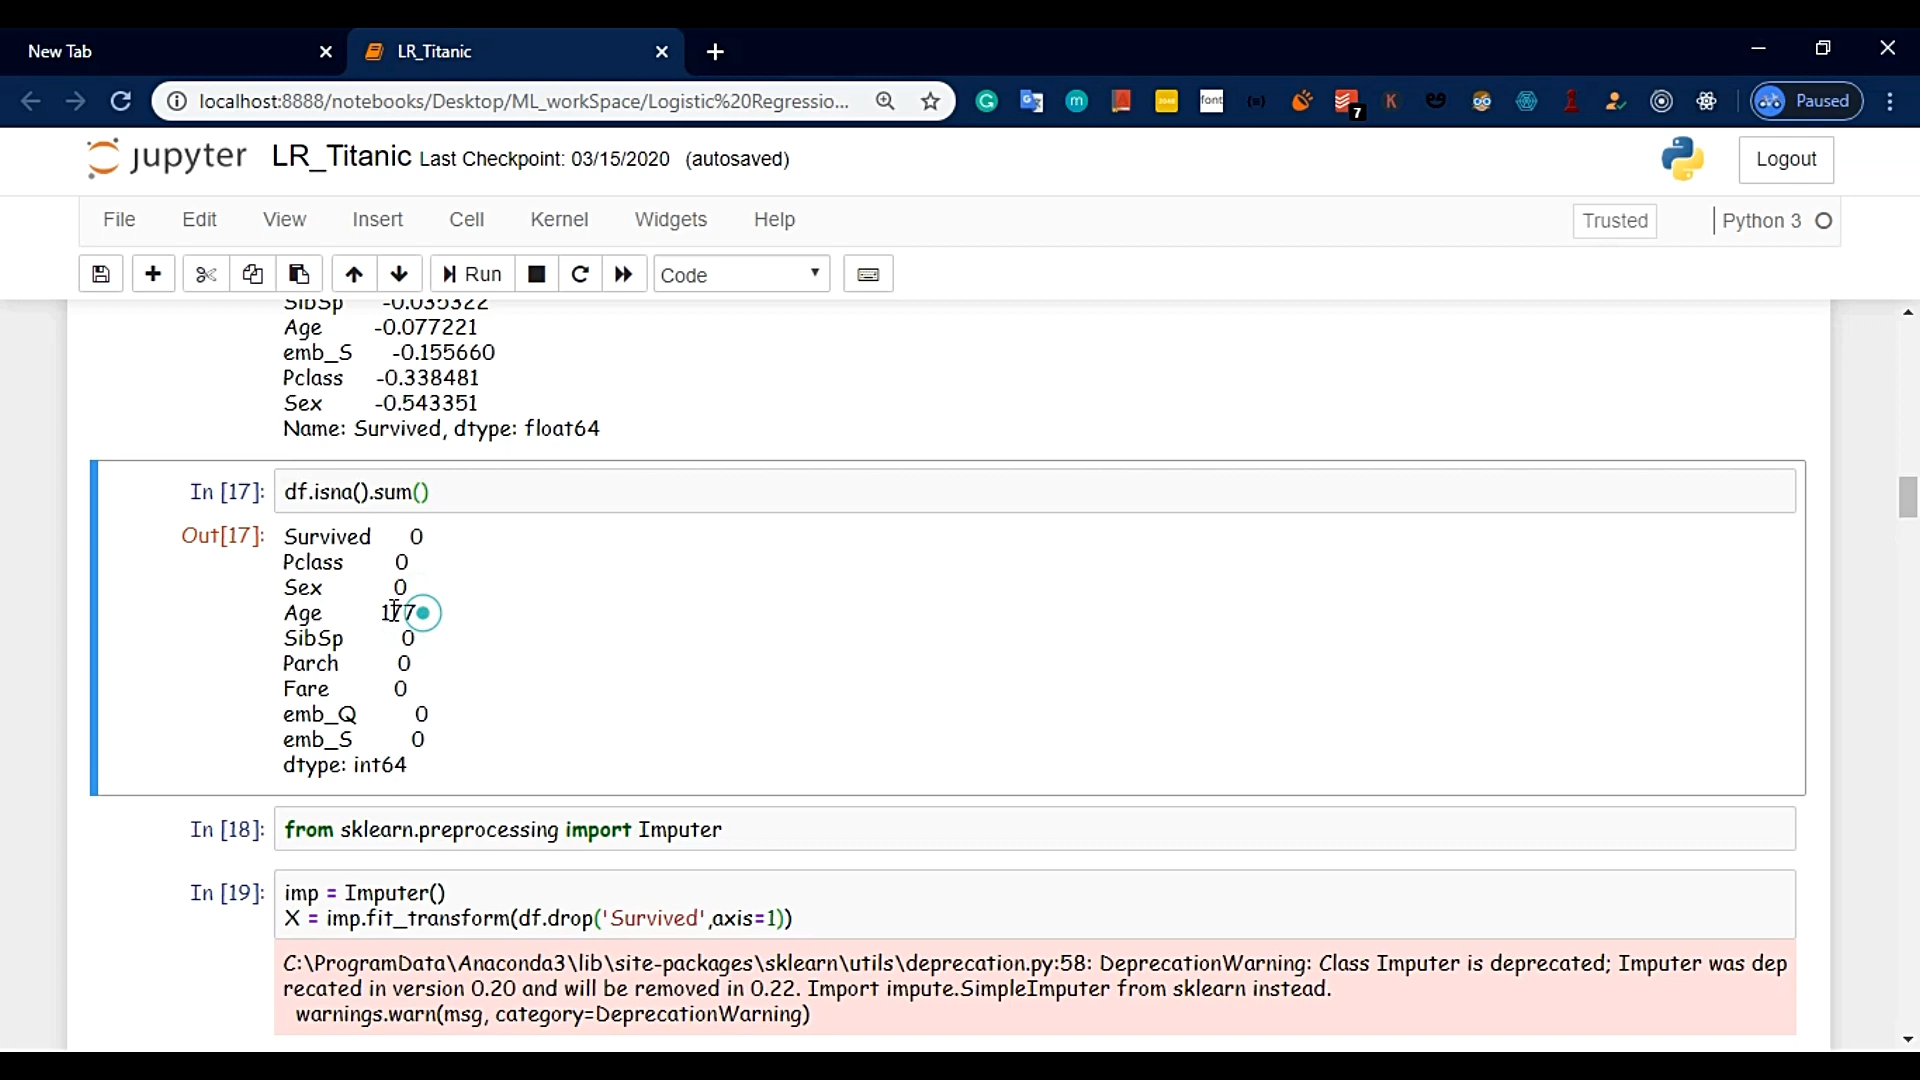 New Tab
LR_Titanic
localhost:8888/notebooks/Desktop/ML_workSpace/Logistic%20Regressio...
font
7
K
Paused
jupyter LR_Titanic Last Checkpoint: 03/15/2020 (autosaved)
Logout
File Edit View Insert Cell Kernel Widgets Help
Trusted
Python 3
Run
Code
SibSp -0.035322
Age -0.077221
emb_S -0.155660
Pclass -0.338481
Sex -0.543351
Name: Survived, dtype: float64
In [17]: df.isna().sum()
Out[17]: Survived 0
Pclass 0
Sex 0
Age 177
SibSp 0
Parch 0
Fare 0
emb_Q 0
emb_S 0
dtype: int64
In [18]: from sklearn.preprocessing import Imputer
In [19]: imp = Imputer()
X = imp.fit_transform(df.drop('Survived',axis=1))
C:\ProgramData\Anaconda3\lib\site-packages\sklearn\utils\deprecation.py:58: DeprecationWarning: Class Imputer is deprecated; Imputer was dep
recated in version 0.20 and will be removed in 0.22. Import impute.SimpleImputer from sklearn instead.
warnings.warn(msg, category=DeprecationWarning)